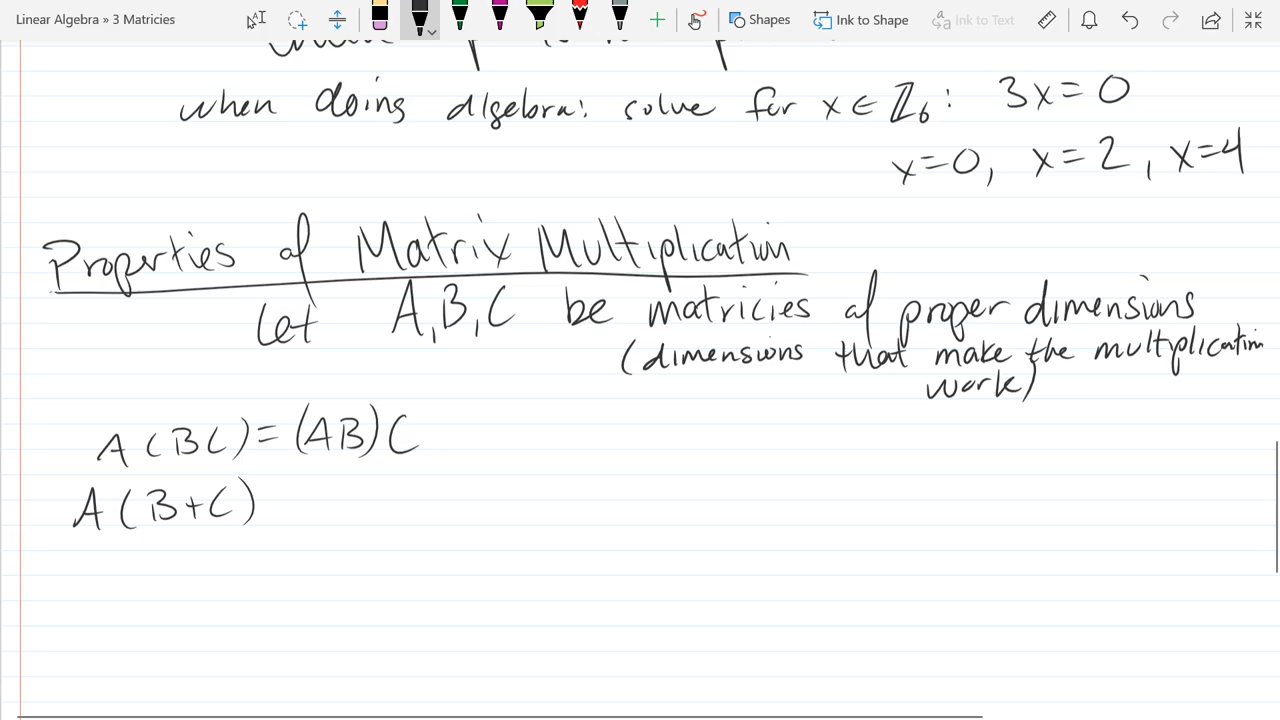 Linear Algebra » 3 Matricies
Shapes Ink to Shape Ink to Text
when doing algebra: solve for x ∈ ℤ₆: 3x=0
x=0, x=2, x=4
Properties of Matrix Multiplication
Let A, B, C be matricies of proper dimensions
(dimensions that make the multiplication
work)
A(BC)=(AB)C
A(B+C)